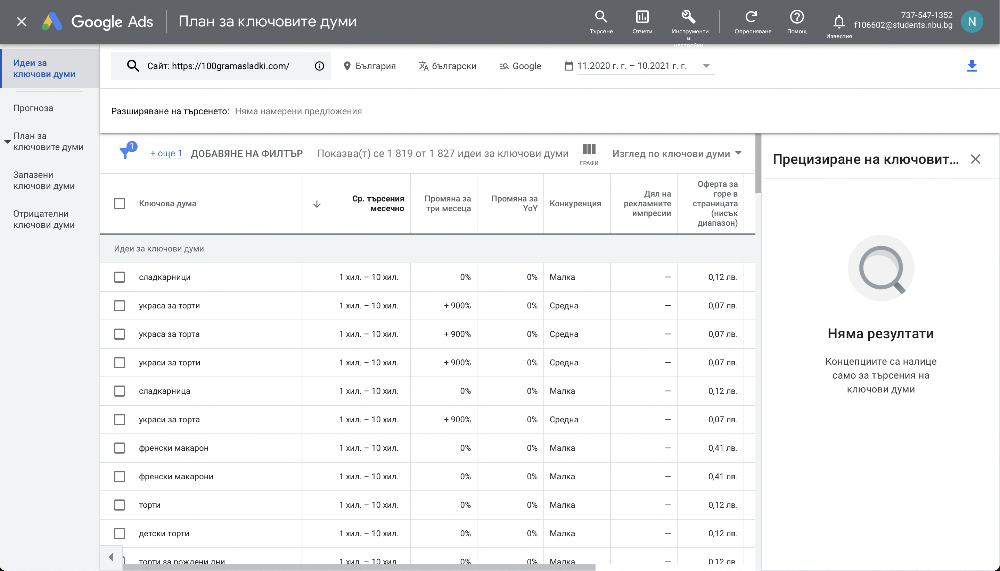 Google Ads
План за ключовите думи
Търсене
Отчети
Инструменти
и
настройки
Опресняване
Помощ
Известия
737-547-1352
f106602@students.nbu.bg
N
Идеи за
ключови думи
Прогноза
План за
ключовите думи
Запазени
ключови думи
Отрицателни
ключови думи
Сайт: https://100gramasladki.com/
България
български
Google
11.2020 г. г. – 10.2021 г. г.
Разширяване на търсенето: Няма намерени предложения
1
+ още 1
ДОБАВЯНЕ НА ФИЛТЪР
Показва(т) се 1 819 от 1 827 идеи за ключови думи
ГРАФИ
Изглед по ключови думи
Ключова дума
Ср. търсения
месечно
Промяна за
три месеца
Промяна за
YoY
Конкуренция
Дял на
рекламните
импресии
Оферта за
горе в
страницата
(нисък
диапазон)
Идеи за ключови думи
сладкарници 1 хил. – 10 хил. 0% 0% Малка — 0,12 лв.
украса за торти 1 хил. – 10 хил. + 900% 0% Средна — 0,07 лв.
украса за торта 1 хил. – 10 хил. + 900% 0% Средна — 0,07 лв.
украси за торти 1 хил. – 10 хил. + 900% 0% Средна — 0,07 лв.
сладкарница 1 хил. – 10 хил. 0% 0% Малка — 0,12 лв.
украси за торта 1 хил. – 10 хил. + 900% 0% Средна — 0,07 лв.
френски макарон 1 хил. – 10 хил. 0% 0% Малка — 0,41 лв.
френски макарони 1 хил. – 10 хил. 0% 0% Малка — 0,41 лв.
торти 1 хил. – 10 хил. 0% 0% Малка — 0,12 лв.
детски торти 1 хил. – 10 хил. 0% 0% Малка — 0,12 лв.
торти за рождени дни 1 хил. – 10 хил. 0% 0% Малка — 0,12 лв.
Прецизиране на ключовит...
Няма резултати
Концепциите са налице
само за търсения на
ключови думи